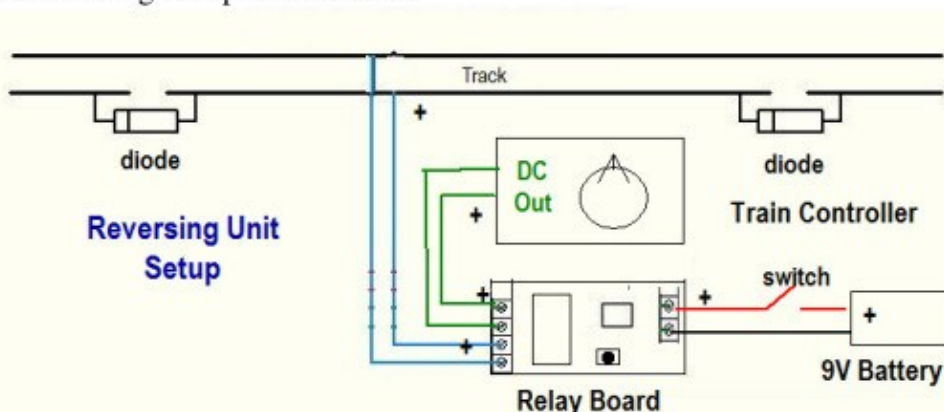 Track
+
diode
diode
DC
Out
+
Train Controller
Reversing Unit
Setup
switch
+
+
+
+
9V Battery
Relay Board